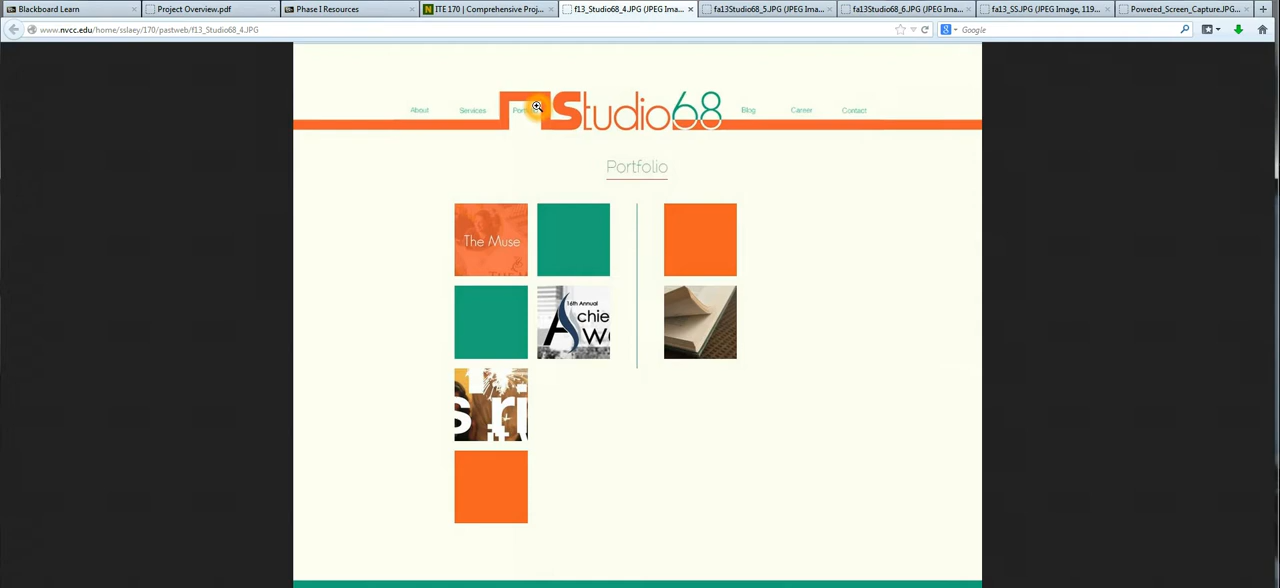 Blackboard Learn
Project Overview.pdf
Phase I Resources
ITE 170 | Comprehensive Proj...
f13_Studio68_4.JPG (JPEG Ima...
fa13Studio68_5.JPG (JPEG Ima...
fa13Studio68_6.JPG (JPEG Ima...
fa13_SS.JPG (JPEG Image, 119...
Powered_Screen_Capture.JPG...
www.nvcc.edu/home/sslaey/170/pastweb/f13_Studio68_4.JPG
Google
About
Services
Studio68
Blog
Career
Contact
Portfolio
The Muse
16th Annual